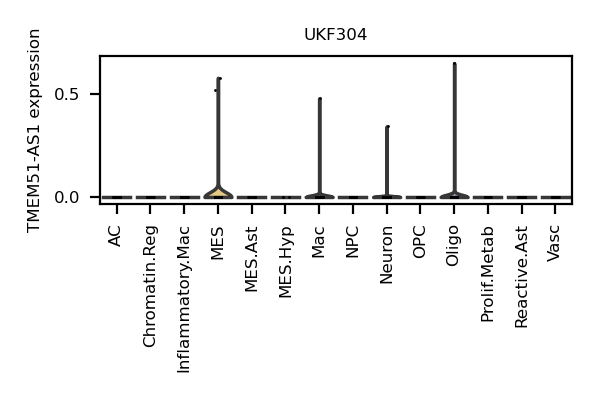 UKF304
TMEM51-AS1 expression
0.5
0.0
AC
Chromatin.Reg
Inflammatory.Mac
MES
MES.Ast
MES.Hyp
Mac
NPC
Neuron
OPC
Oligo
Prolif.Metab
Reactive.Ast
Vasc